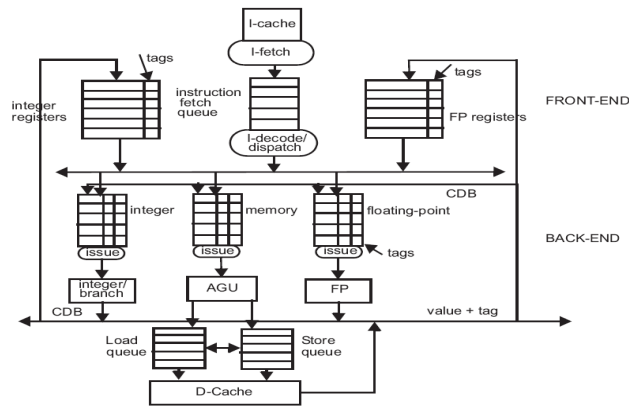 I-cache
I-fetch
tags
integer
registers
instruction
fetch
queue
tags
FP registers
FRONT-END
I-decode/
dispatch
CDB
integer
memory
floating-point
BACK-END
issue
issue
issue
tags
integer/
branch
AGU
FP
CDB
value + tag
Load
queue
Store
queue
D-Cache